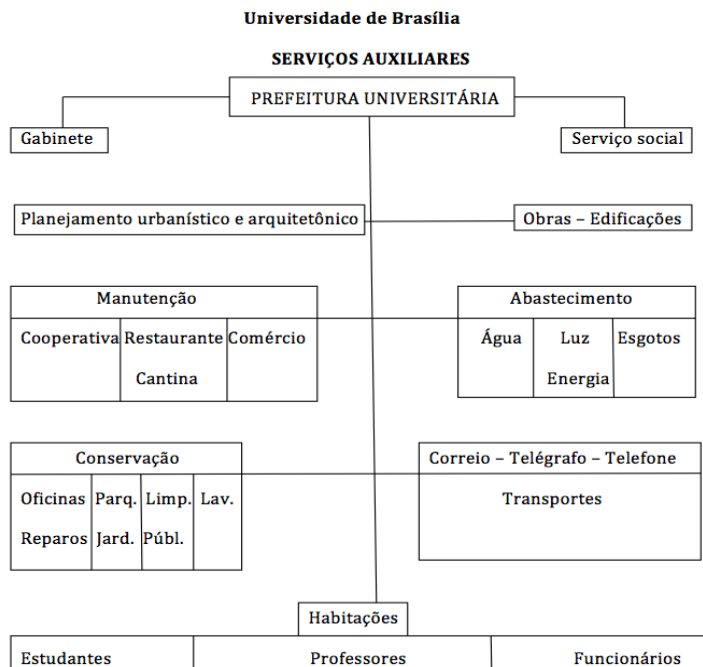 Universidade de Brasília
SERVIÇOS AUXILIARES
PREFEITURA UNIVERSITÁRIA
Gabinete
Serviço social
Planejamento urbanístico e arquitetônico
Obras – Edificações
Manutenção
Cooperativa Restaurante Comércio
Cantina
Abastecimento
Água Luz Esgotos
Energia
Conservação
Oficinas Parq. Limp. Lav.
Reparos Jard. Públ.
Correio – Telégrafo – Telefone
Transportes
Habitações
Estudantes Professores Funcionários